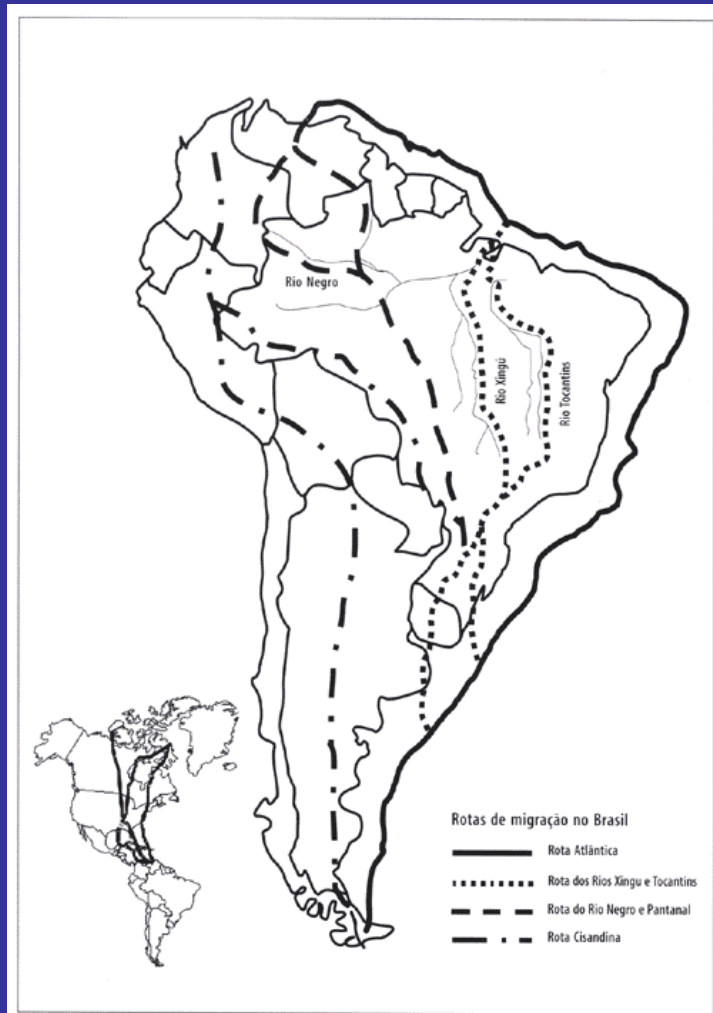 Rio Negro
Rio Xingú
Rio Tocantins
Rotas de migração no Brasil
Rota Atlântica
Rota dos Rios Xingu e Tocantins
Rota do Rio Negro e Pantanal
Rota Cisandina